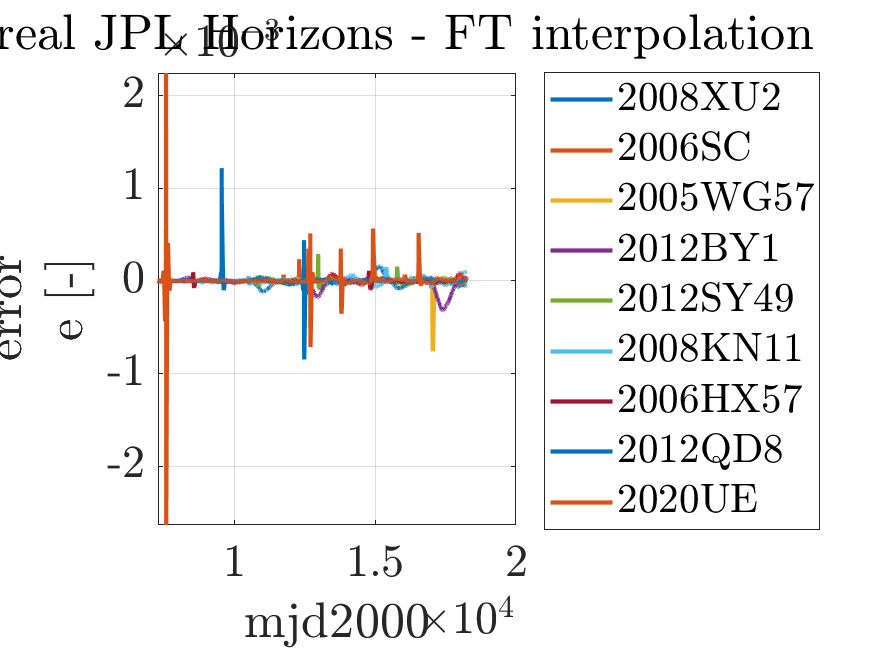 real JPL Horizons - FT interpolation
×10⁻³
2
1
0
-1
-2
error
e [-]
1
1.5
2
mjd2000
×10⁴
2008XU2
2006SC
2005WG57
2012BY1
2012SY49
2008KN11
2006HX57
2012QD8
2020UE